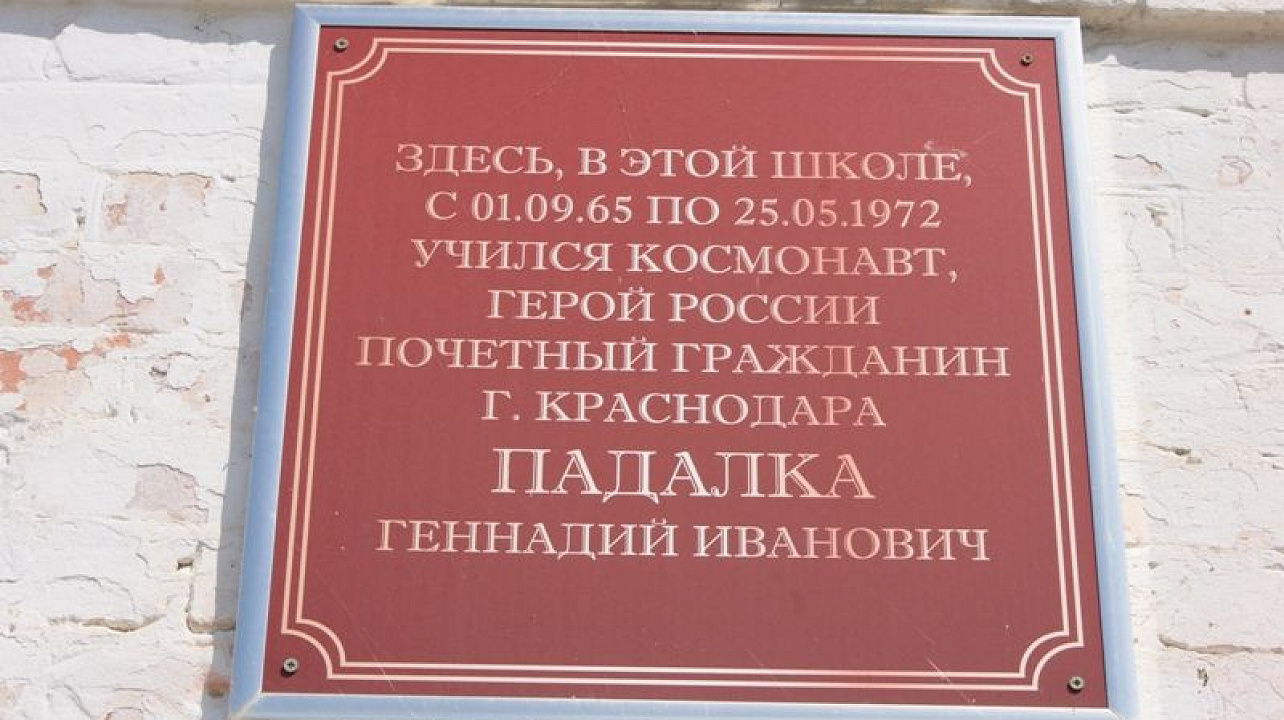 ЗДЕСЬ, В ЭТОЙ ШКОЛЕ,
С 01.09.65 ПО 25.05.1972
УЧИЛСЯ КОСМОНАВТ,
ГЕРОЙ РОССИИ
ПОЧЕТНЫЙ ГРАЖДАНИН
Г. КРАСНОДАРА
ПАДАЛКА
ГЕННАДИЙ ИВАНОВИЧ